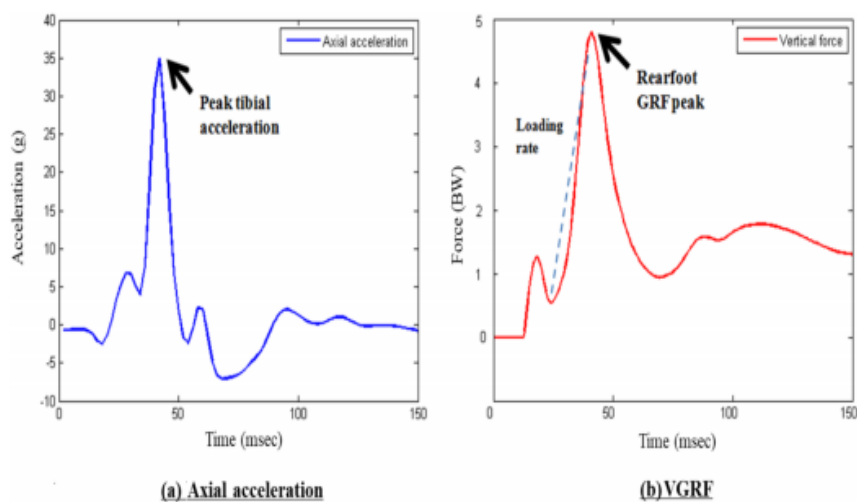 40
35
30
25
20
15
10
5
0
-5
-10
Acceleration (g)
Axial acceleration
Peak tibial
acceleration
0 50 100 150
Time (msec)
(a) Axial acceleration
5
4
3
2
1
0
-1
Force (BW)
Vertical force
Rearfoot
GRF peak
Loading
rate
0 50 100 150
Time (msec)
(b) VGRF